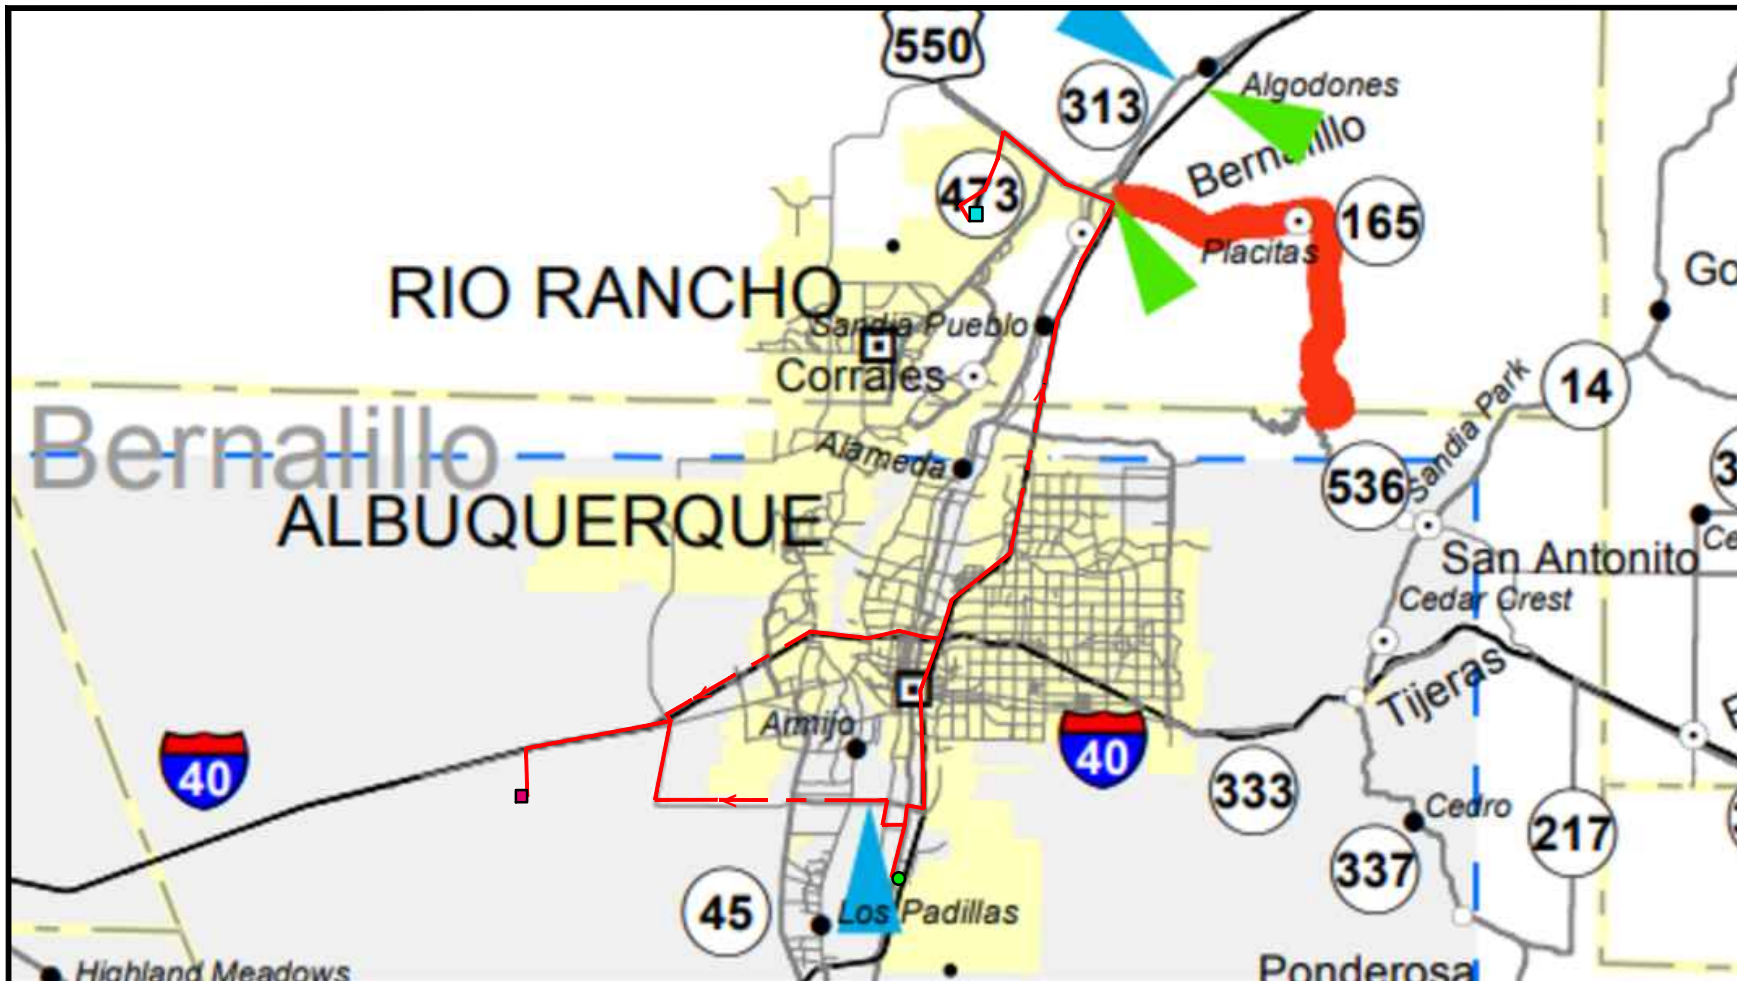 550
313
Algodones
Bernalillo
473
165
Placitas
RIO RANCHO
Sandia Pueblo
Corrales
14
Sandia Park
Bernalillo
Alameda
536
ALBUQUERQUE
San Antonito
Cedar Crest
Tijeras
Armijo
40
40
333
Cedro
217
337
45
Los Padillas
Highland Meadows
Ponderosa